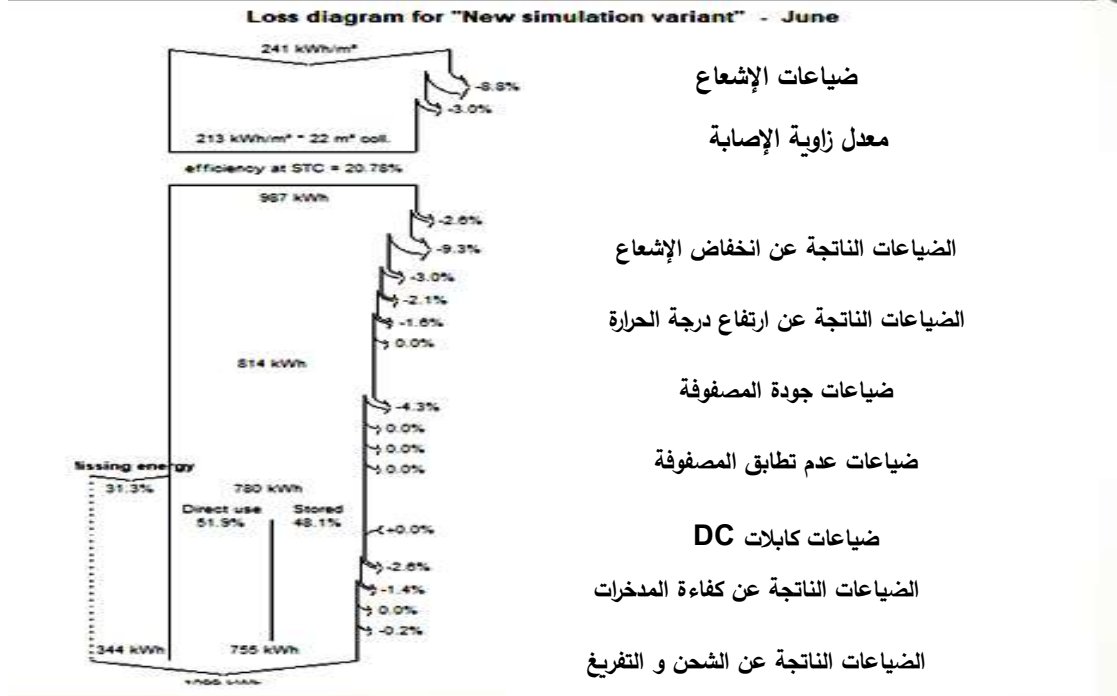 Loss diagram for "New simulation variant" - June
241 kWh/m²
-8.8%
ضياعات الإشعاع
-3.0%
معدل زاوية الإصابة
213 kWh/m² * 22 m² coll.
efficiency at STC = 20.78%
987 kWh
-2.6%
-9.3%
الضياعات الناتجة عن انخفاض الإشعاع
-3.0%
-2.1%
-1.6%
الضياعات الناتجة عن ارتفاع درجة الحرارة
0.0%
814 kWh
ضياعات جودة المصفوفة
-4.3%
0.0%
0.0%
0.0%
ضياعات عدم تطابق المصفوفة
Missing energy
31.3%
780 kWh
Direct use Stored
51.9% 48.1%
+0.0%
ضياعات كابلات DC
-2.6%
-1.4%
الضياعات الناتجة عن كفاءة المدخرات
0.0%
-0.2%
344 kWh 755 kWh
الضياعات الناتجة عن الشحن و التفريغ